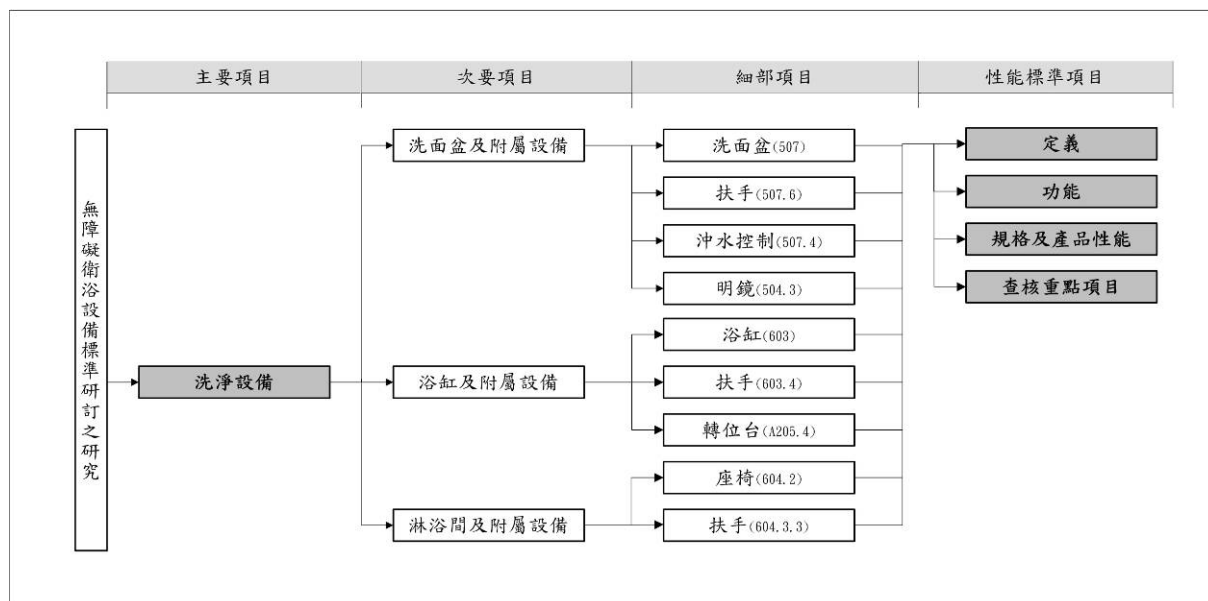 主要項目
次要項目
細部項目
性能標準項目
無障礙衛浴設備標準研訂之研究
洗淨設備
洗面盆及附屬設備
浴缸及附屬設備
淋浴間及附屬設備
洗面盆(507)
扶手(507.6)
沖水控制(507.4)
明鏡(504.3)
浴缸(603)
扶手(603.4)
轉位台(A205.4)
座椅(604.2)
扶手(604.3.3)
定義
功能
規格及產品性能
查核重點項目